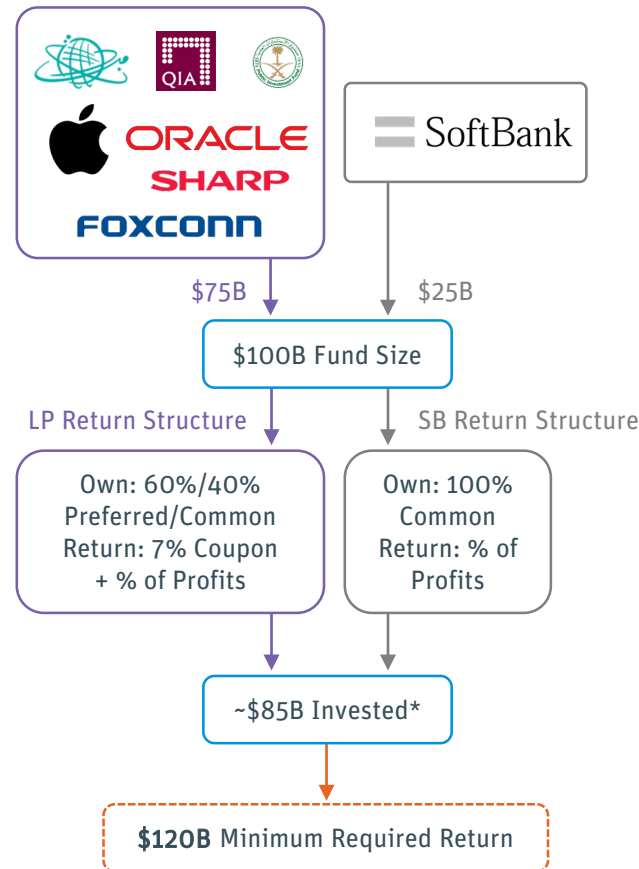 QIA
ORACLE
SHARP
FOXCONN
SoftBank
$75B
$25B
$100B Fund Size
LP Return Structure
SB Return Structure
Own: 60%/40%
Preferred/Common
Return: 7% Coupon
+ % of Profits
Own: 100%
Common
Return: % of
Profits
~$85B Invested*
$120B Minimum Required Return